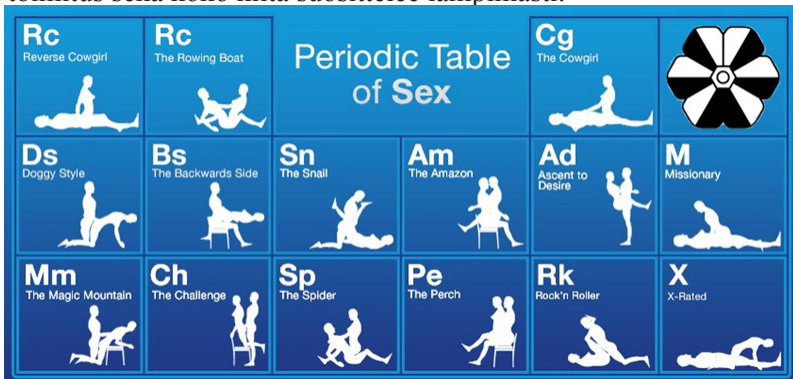 Rc
Reverse Cowgirl
Rc
The Rowing Boat
Periodic Table
of Sex
Cg
The Cowgirl
Ds
Doggy Style
Bs
The Backwards Side
Sn
The Snail
Am
The Amazon
Ad
Ascent to
Desire
M
Missionary
Mm
The Magic Mountain
Ch
The Challenge
Sp
The Spider
Pe
The Perch
Rk
Rock'n Roller
X
X-Rated